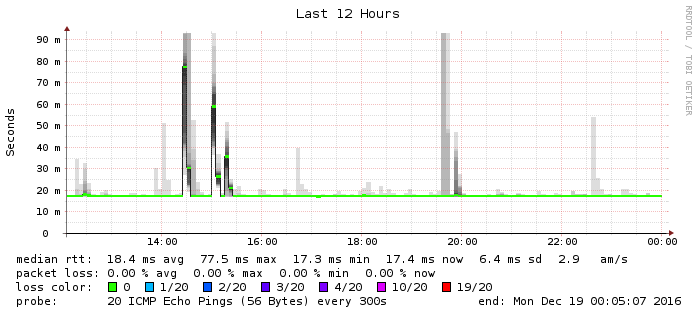 Last 12 Hours
RRDTOOL / TOBI OETIKER
Seconds
90 m
80 m
70 m
60 m
50 m
40 m
30 m
20 m
10 m
0
14:00 16:00 18:00 20:00 22:00 00:00
median rtt: 18.4 ms avg 77.5 ms max 17.3 ms min 17.4 ms now 6.4 ms sd 2.9 am/s
packet loss: 0.00 % avg 0.00 % max 0.00 % min 0.00 % now
loss color: 0 1/20 2/20 3/20 4/20 10/20 19/20
probe: 20 ICMP Echo Pings (56 Bytes) every 300s end: Mon Dec 19 00:05:07 2016